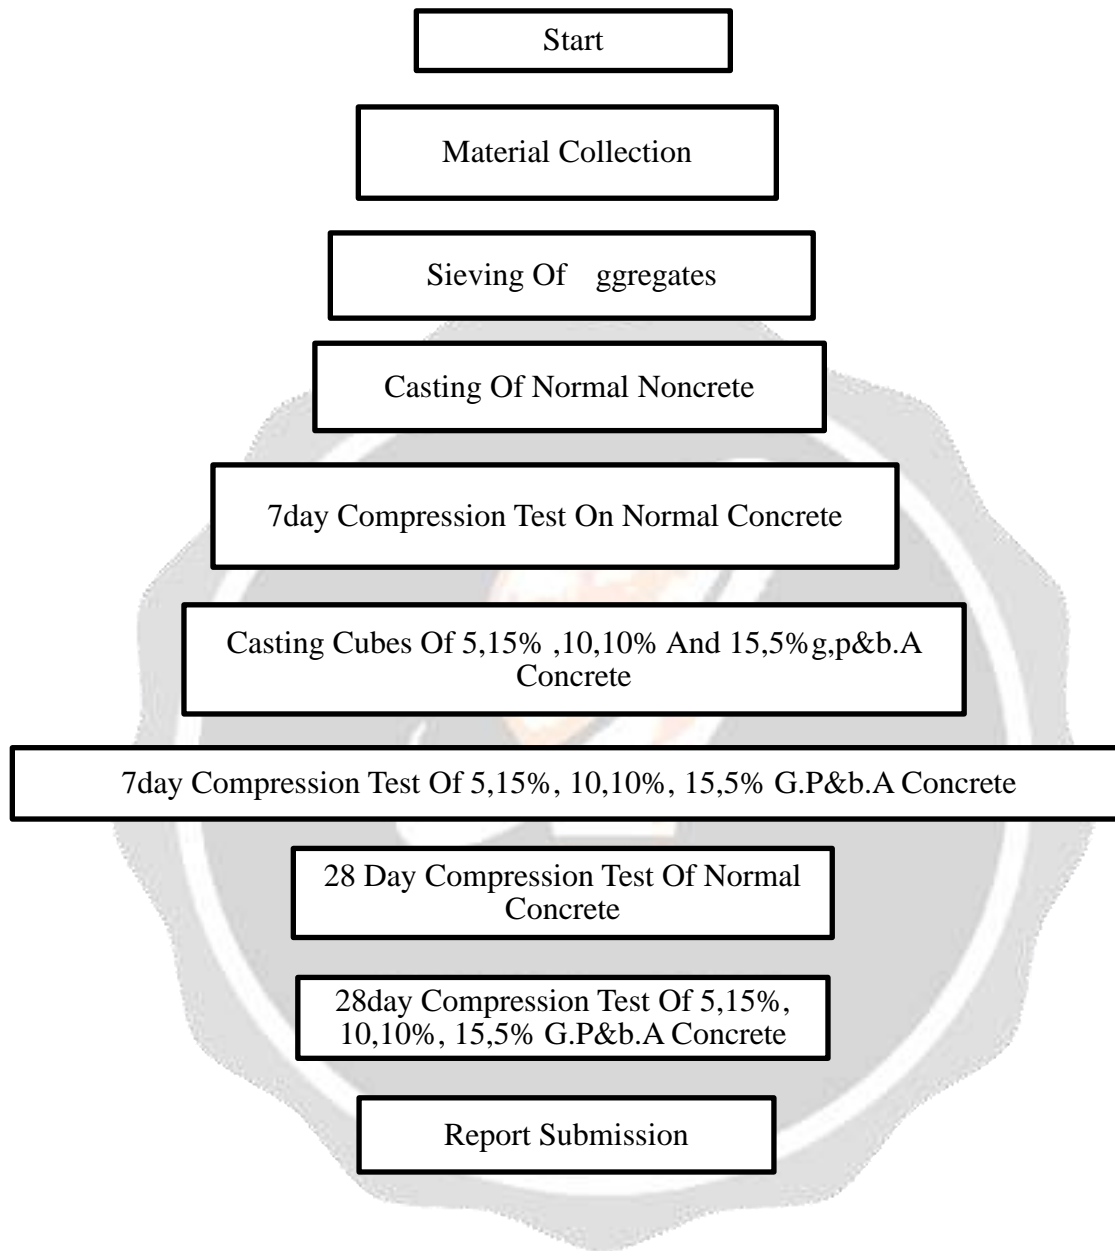 Start
Material Collection
Sieving Of ggregates
Casting Of Normal Noncrete
7day Compression Test On Normal Concrete
Casting Cubes Of 5,15% ,10,10% And 15,5%g,p&b.A
Concrete
7day Compression Test Of 5,15%, 10,10%, 15,5% G.P&b.A Concrete
28 Day Compression Test Of Normal
Concrete
28day Compression Test Of 5,15%,
10,10%, 15,5% G.P&b.A Concrete
Report Submission